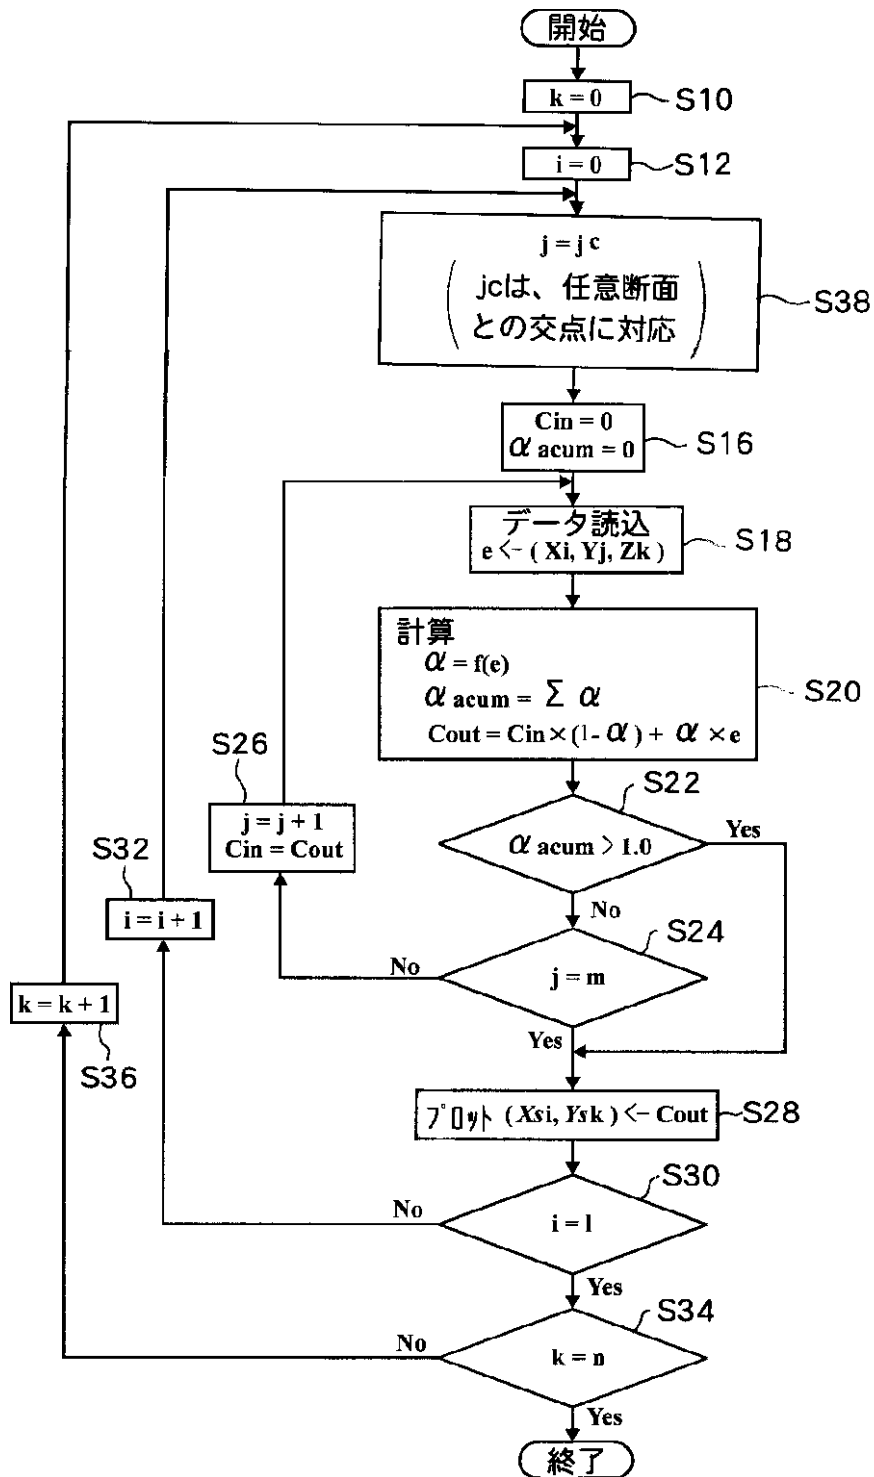 開始
k = 0
S10
i = 0
S12
j = j c
jcは、任意断面
との交点に対応
S38
Cin = 0
α acum = 0
S16
データ読込
e <- ( Xi, Yj, Zk )
S18
計算
α = f(e)
α acum = Σ α
Cout = Cin × (1- α ) + α × e
S20
S26
j = j + 1
Cin = Cout
S22
α acum > 1.0
Yes
No
S32
i = i + 1
S24
j = m
No
Yes
k = k + 1
S36
プロット ( Xsi, Ysk ) <- Cout
S28
S30
i = l
No
Yes
S34
k = n
No
Yes
終了